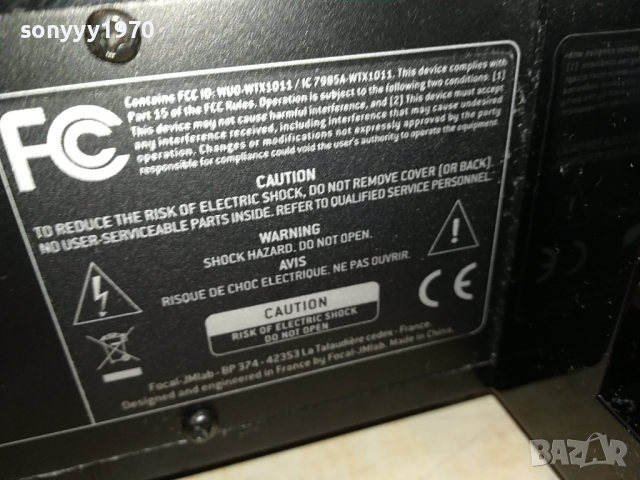 sonyyy1970
FC
Contains FCC ID: WUO-WTX1011 / IC 7985A-WTX1011. This device complies with
Part 15 of the FCC Rules. Operation is subject to the following two conditions: (1)
This device may not cause harmful interference, and (2) This device must accept
any interference received, including interference that may cause undesired
operation. Changes or modifications not expressly approved by the party
responsible for compliance could void the user's authority to operate the equipment
CAUTION
TO REDUCE THE RISK OF ELECTRIC SHOCK, DO NOT REMOVE COVER (OR BACK).
NO USER-SERVICEABLE PARTS INSIDE. REFER TO QUALIFIED SERVICE PERSONNEL.
WARNING
SHOCK HAZARD. DO NOT OPEN.
AVIS
RISQUE DE CHOC ELECTRIQUE. NE PAS OUVRIR.
CAUTION
RISK OF ELECTRIC SHOCK
DO NOT OPEN
CE
Focal-JMlab - BP 374 - 42353 La Talaudière cedex - France.
Designed and engineered in France by Focal-JMlab. Made in China.
BAZAR